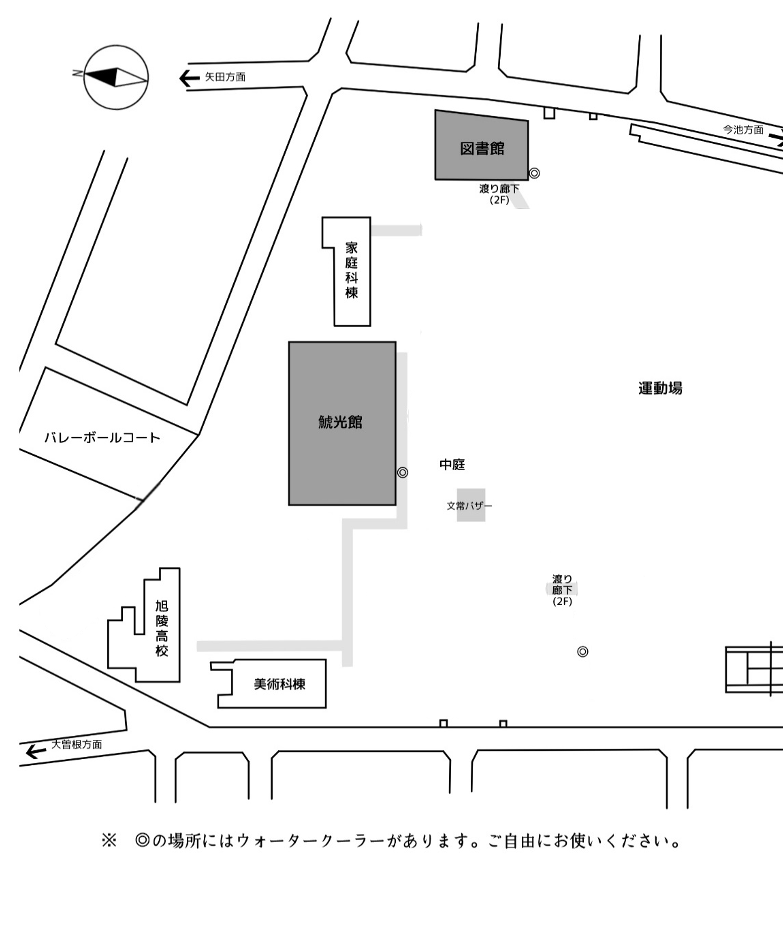 N
矢田方面
今池方面
図書館
渡り廊下
(2F)
家庭科棟
運動場
鯱光館
バレーボールコート
中庭
文常バザー
渡り
廊下
(2F)
旭陵高校
美術科棟
大曽根方面
※ ◎の場所にはウォータークーラーがあります。ご自由にお使いください。